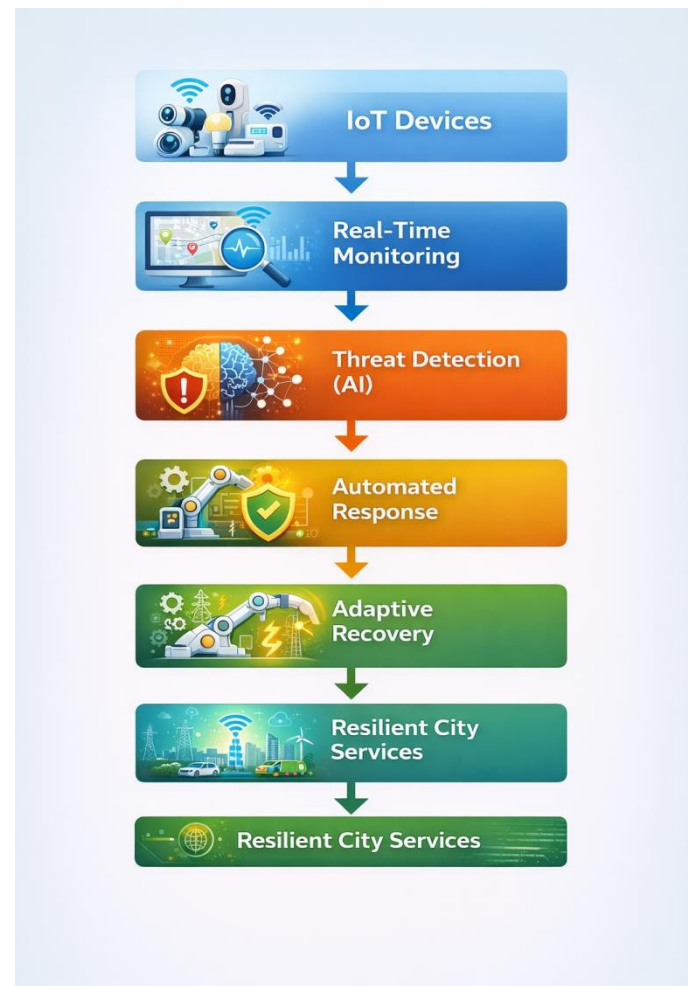 IoT Devices
Real-Time
Monitoring
Threat Detection
(AI)
Automated
Response
Adaptive
Recovery
Resilient City
Services
Resilient City Services